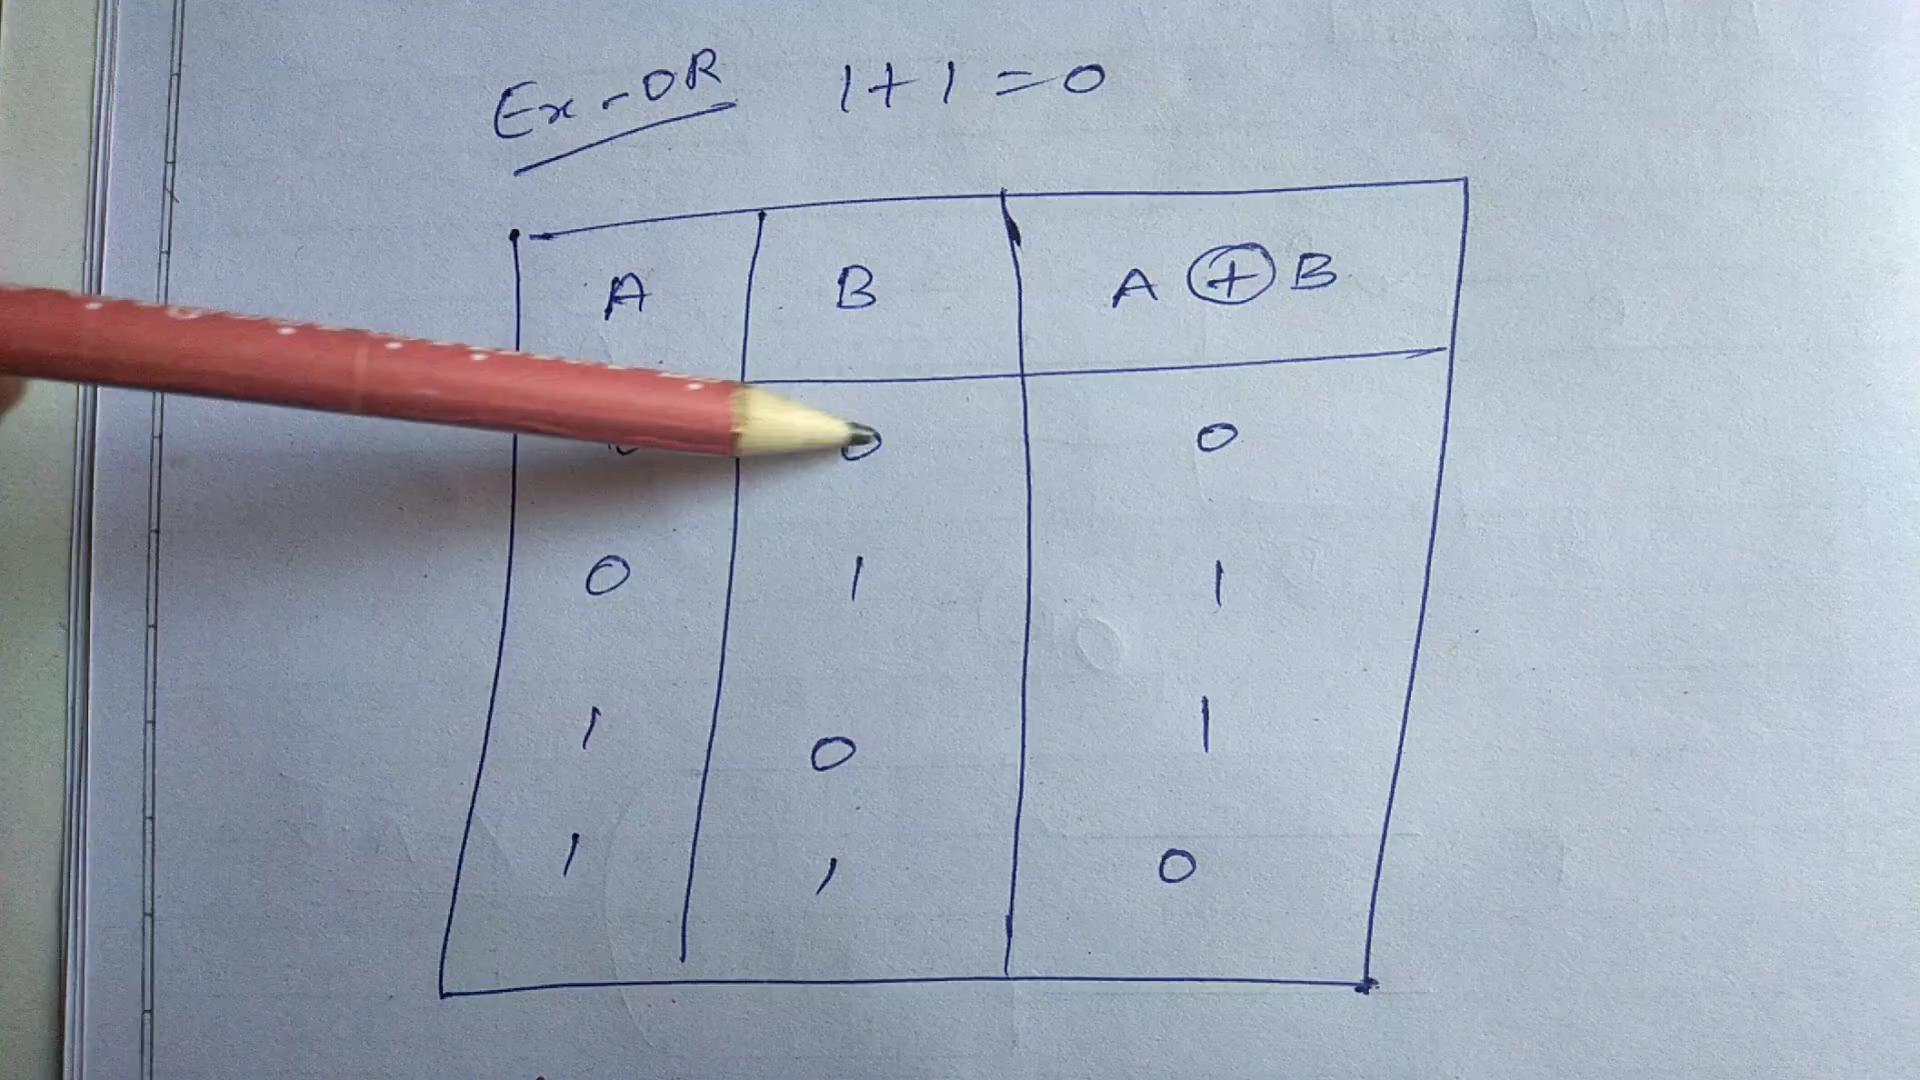 Ex-OR 1+1=0
A B A ⊕ B
0 0
0 1 1
1 0 1
1 1 0